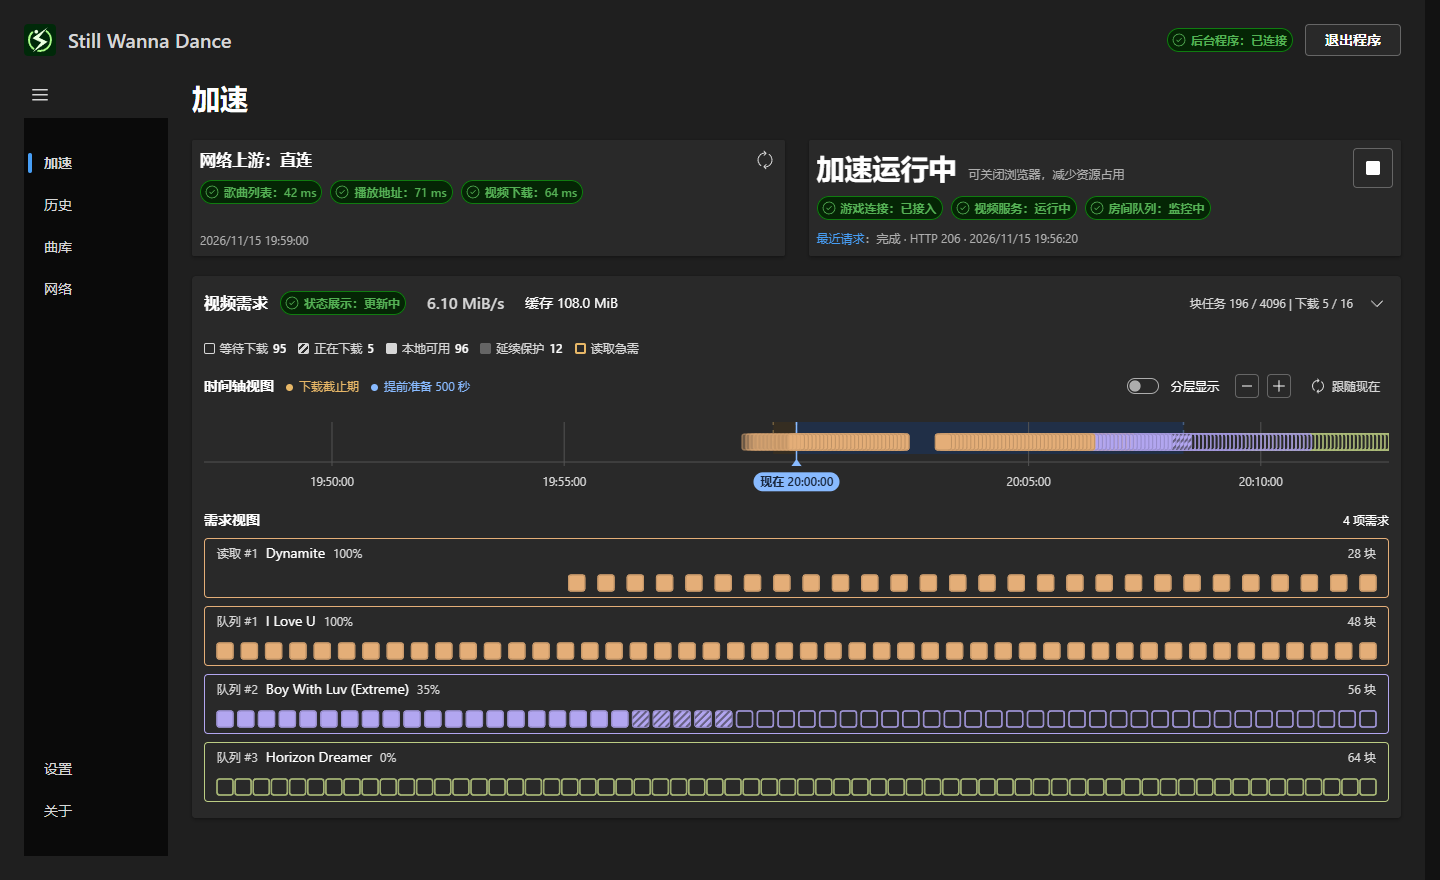 Still Wanna Dance
后台程序：已连接
退出程序
加速
历史
曲库
网络
设置
关于
加速
网络上游：直连
歌曲列表：42 ms
播放地址：71 ms
视频下载：64 ms
2026/11/15 19:59:00
加速运行中 可关闭浏览器，减少资源占用
游戏连接：已接入
视频服务：运行中
房间队列：监控中
最近请求：完成 · HTTP 206 · 2026/11/15 19:56:20
视频需求 状态展示：更新中 6.10 MiB/s 缓存 108.0 MiB 块任务 196 / 4096 | 下载 5 / 16
等待下载 95 正在下载 5 本地可用 96 延续保护 12 读取急需
时间轴视图 下载截止期 提前准备 500 秒 分层显示 跟随现在
19:50:00 19:55:00 现在 20:00:00 20:05:00 20:10:00
需求视图 4 项需求
读取 #1 Dynamite 100% 28 块
队列 #1 I Love U 100% 48 块
队列 #2 Boy With Luv (Extreme) 35% 56 块
队列 #3 Horizon Dreamer 0% 64 块